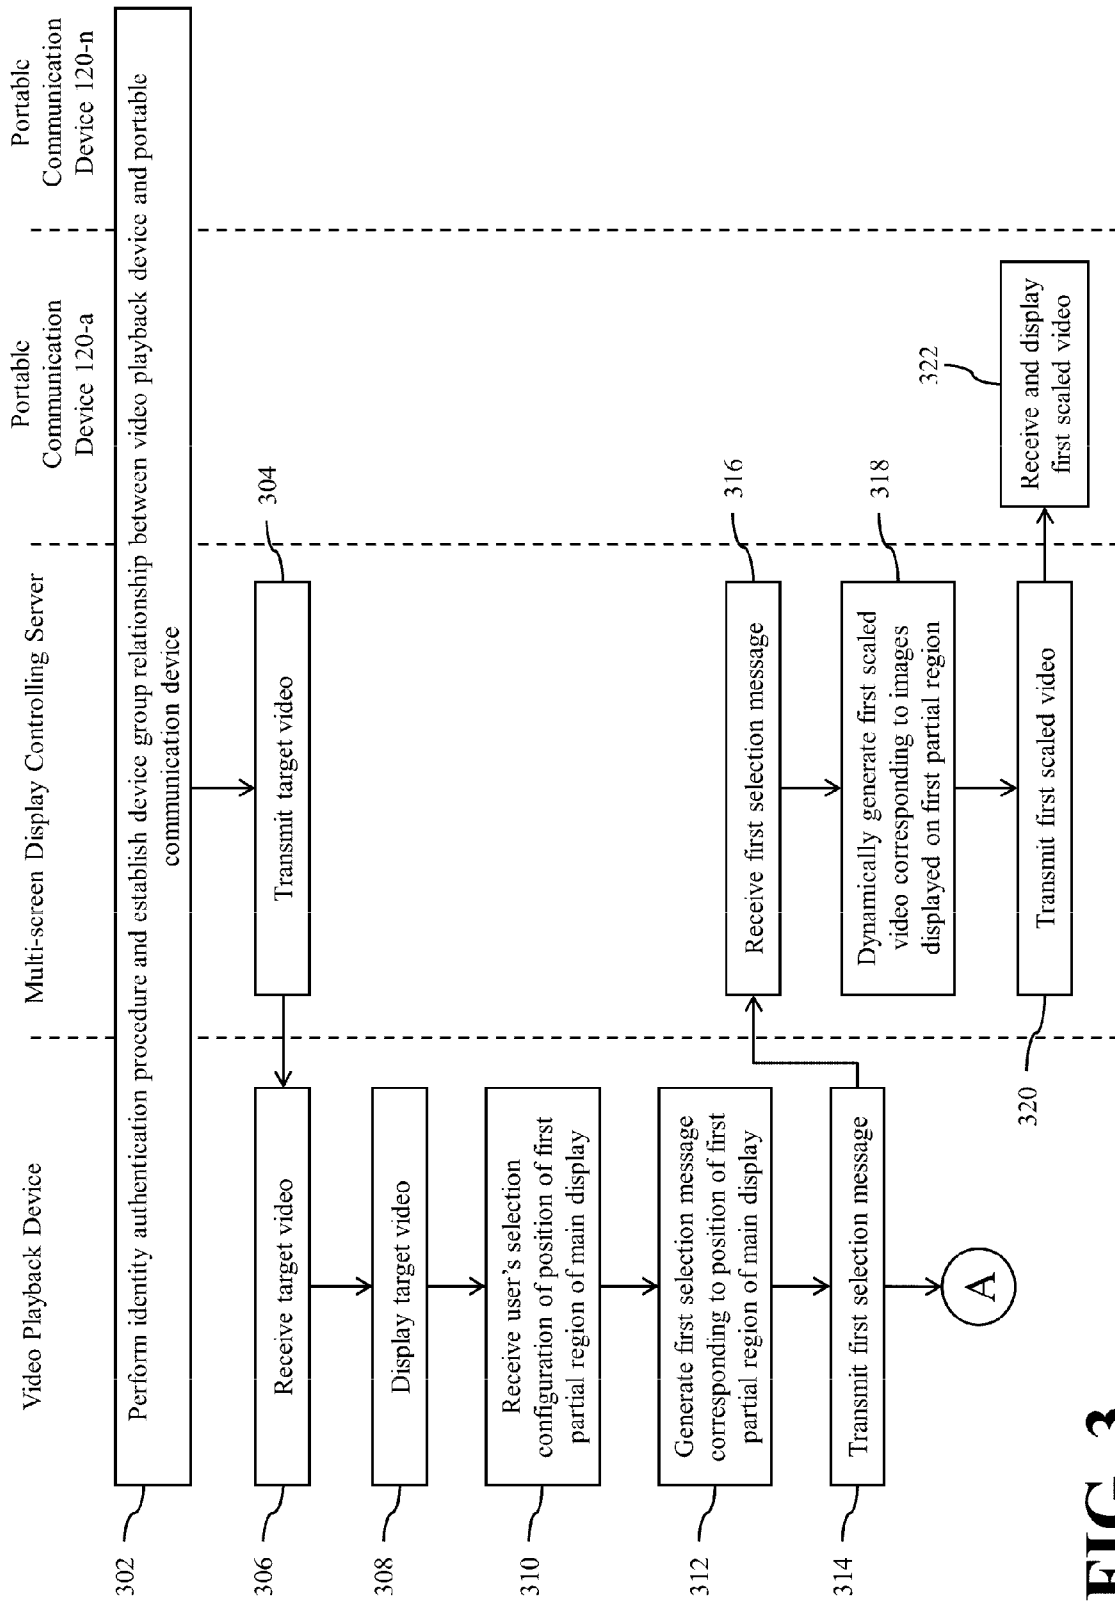 Video Playback Device
Multi-screen Display Controlling Server
Portable
Communication
Device 120-a
Portable
Communication
Device 120-n
302
Perform identity authentication procedure and establish device group relationship between video playback device and portable
communication device
304
Transmit target video
306
Receive target video
308
Display target video
310
Receive user's selection
configuration of position of first
partial region of main display
312
Generate first selection message
corresponding to position of first
partial region of main display
314
Transmit first selection message
316
Receive first selection message
318
Dynamically generate first scaled
video corresponding to images
displayed on first partial region
320
Transmit first scaled video
322
Receive and display
first scaled video
A
FIG. 3